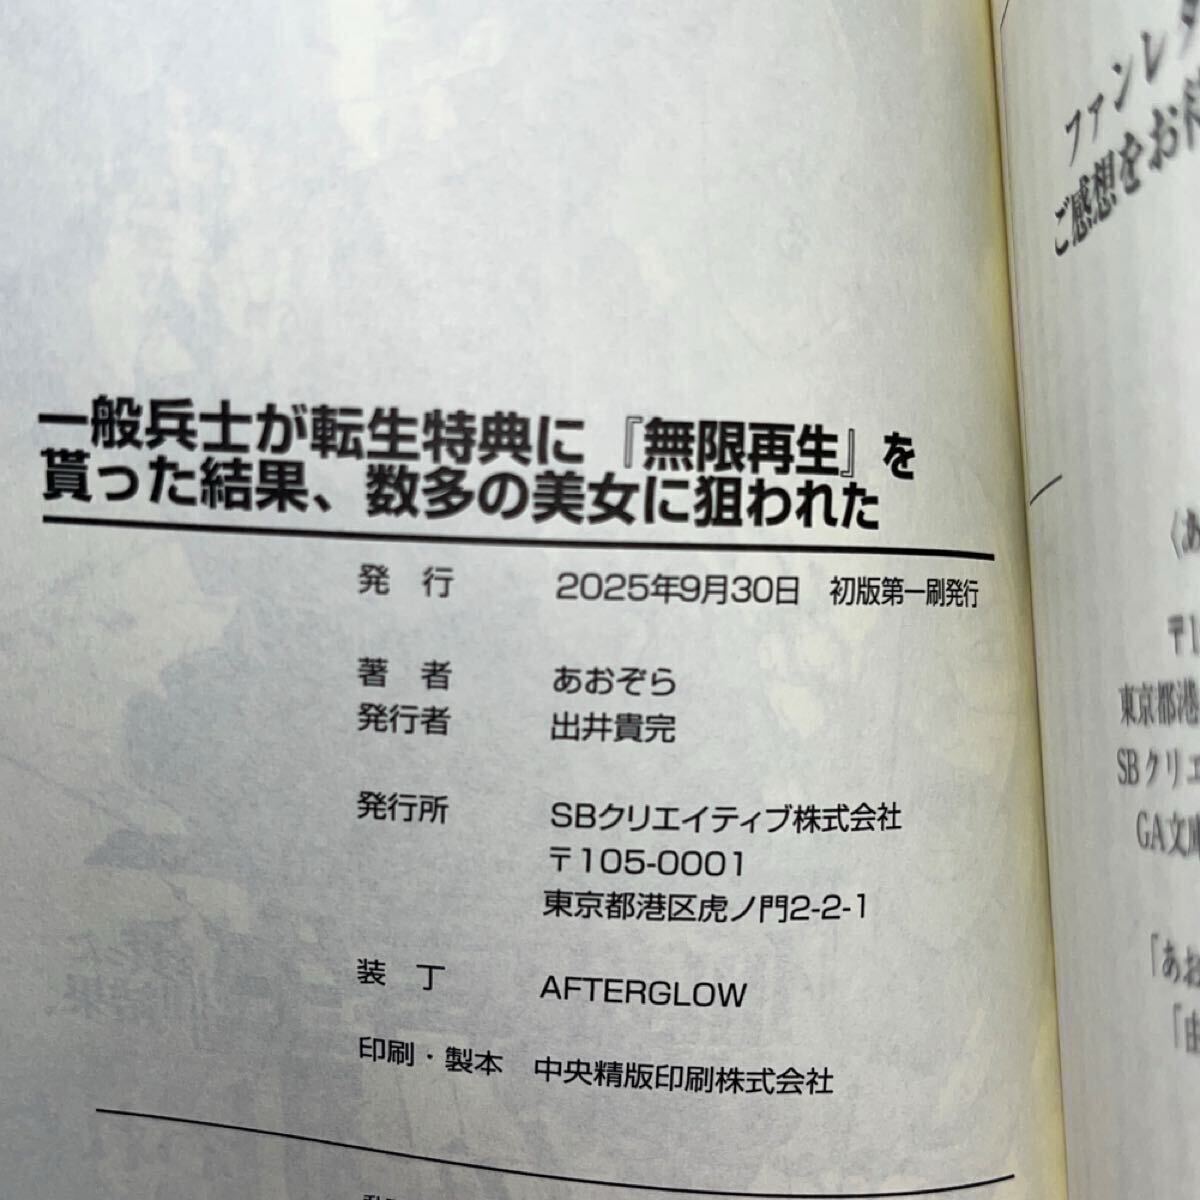 一般兵士が転生特典に『無限再生』を
貰った結果、数多の美女に狙われた
発 行 2025年9月30日 初版第一刷発行
著 者 あおぞら
発行者 出井貴完
発行所 SBクリエイティブ株式会社
〒105-0001
東京都港区虎ノ門2-2-1
装 丁 AFTERGLOW
印刷・製本 中央精版印刷株式会社
ファンレ
ご感想をお
〈あ
〒1
東京都港
SBクリエ
GA文庫
「あお
「由